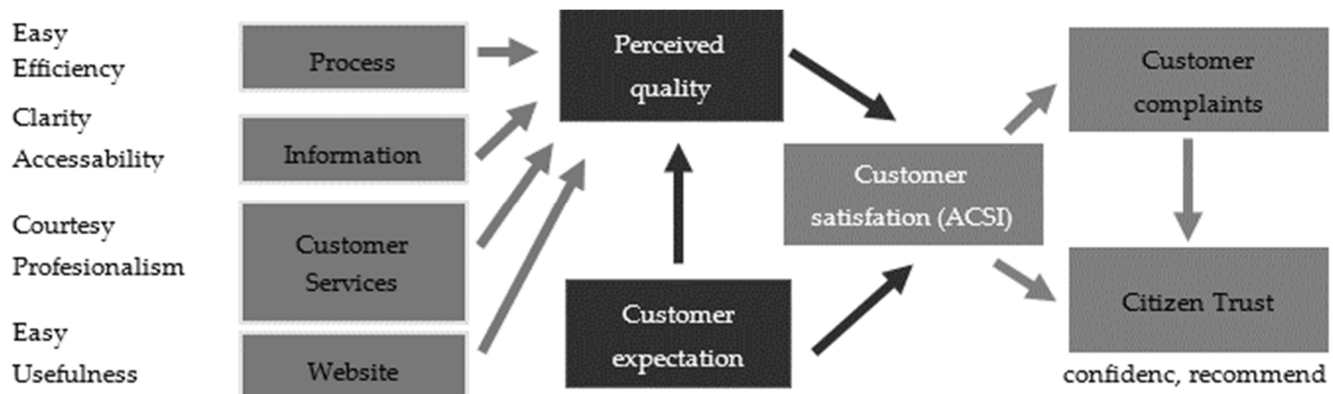 Easy
Efficiency
Clarity
Accessability
Courtesy
Profesionalism
Easy
Usefulness
Process
Information
Customer
Services
Website
Perceived
quality
Customer
expectation
Customer
satisfation (ACSI)
Customer
complaints
Citizen Trust
confidenc, recommend